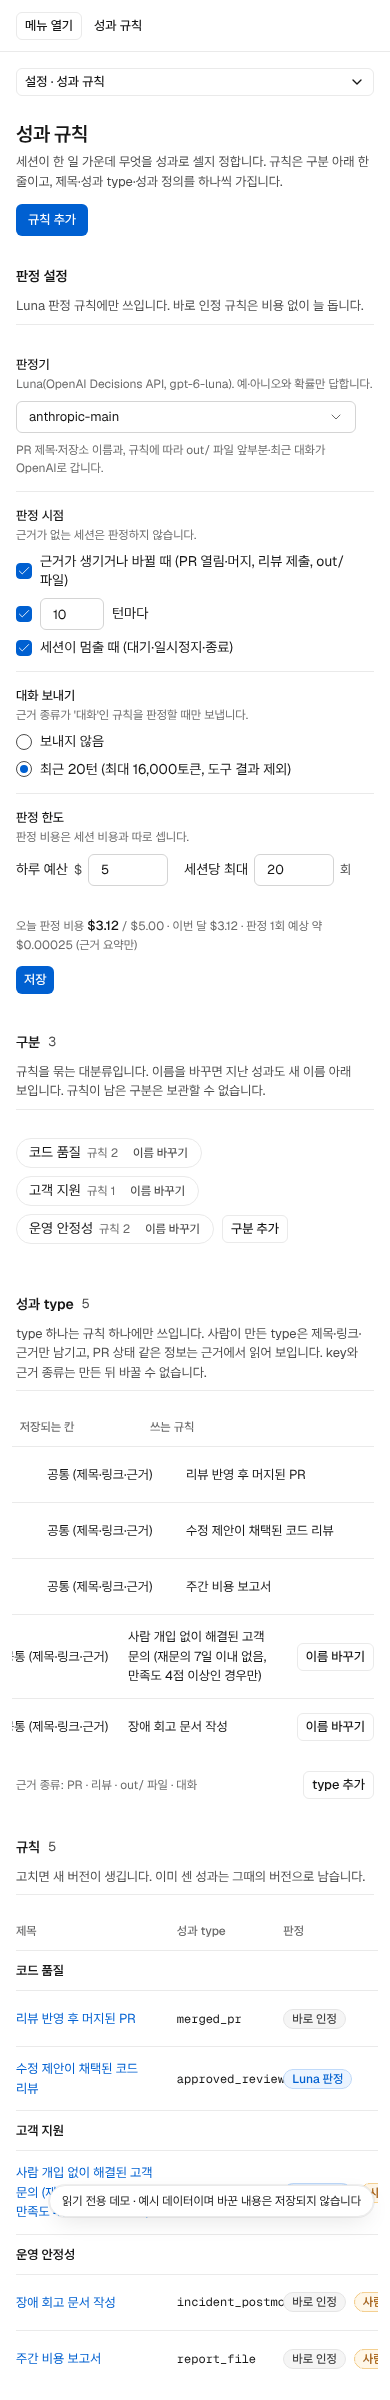 메뉴 열기 성과 규칙
설정 · 성과 규칙
성과 규칙
세션이 한 일 가운데 무엇을 성과로 셀지 정합니다. 규칙은 구분 아래 한
줄이고, 제목·성과 type·성과 정의를 하나씩 가집니다.
규칙 추가
판정 설정
Luna 판정 규칙에만 쓰입니다. 바로 인정 규칙은 비용 없이 늘 돕니다.
판정기
Luna(OpenAI Decisions API, gpt-6-luna). 예·아니오와 확률만 답합니다.
anthropic-main
PR 제목·저장소 이름과, 규칙에 따라 out/ 파일 앞부분·최근 대화가
OpenAI로 갑니다.
판정 시점
근거가 없는 세션은 판정하지 않습니다.
근거가 생기거나 바뀔 때 (PR 열림·머지, 리뷰 제출, out/
파일)
10 턴마다
세션이 멈출 때 (대기·일시정지·종료)
대화 보내기
근거 종류가 '대화'인 규칙을 판정할 때만 보냅니다.
보내지 않음
최근 20턴 (최대 16,000토큰, 도구 결과 제외)
판정 한도
판정 비용은 세션 비용과 따로 셉니다.
하루 예산 $ 5 세션당 최대 20 회
오늘 판정 비용 $3.12 / $5.00 · 이번 달 $3.12 · 판정 1회 예상 약
$0.00025 (근거 요약만)
저장
구분 3
규칙을 묶는 대분류입니다. 이름을 바꾸면 지난 성과도 새 이름 아래
보입니다. 규칙이 남은 구분은 보관할 수 없습니다.
코드 품질 규칙 2 이름 바꾸기
고객 지원 규칙 1 이름 바꾸기
운영 안정성 규칙 2 이름 바꾸기 구분 추가
성과 type 5
type 하나는 규칙 하나에만 쓰입니다. 사람이 만든 type은 제목·링크·
근거만 남기고, PR 상태 같은 정보는 근거에서 읽어 보입니다. key와
근거 종류는 만든 뒤 바꿀 수 없습니다.
저장되는 칸 쓰는 규칙
공통 (제목·링크·근거) 리뷰 반영 후 머지된 PR
공통 (제목·링크·근거) 수정 제안이 채택된 코드 리뷰
공통 (제목·링크·근거) 주간 비용 보고서
통 (제목·링크·근거) 사람 개입 없이 해결된 고객
문의 (재문의 7일 이내 없음,
만족도 4점 이상인 경우만) 이름 바꾸기
통 (제목·링크·근거) 장애 회고 문서 작성 이름 바꾸기
근거 종류: PR · 리뷰 · out/ 파일 · 대화 type 추가
규칙 5
고치면 새 버전이 생깁니다. 이미 센 성과는 그때의 버전으로 남습니다.
제목 성과 type 판정
코드 품질
리뷰 반영 후 머지된 PR merged_pr 바로 인정
수정 제안이 채택된 코드
리뷰 approved_review Luna 판정
고객 지원
사람 개입 없이 해결된 고객
문의
만족도
읽기 전용 데모 · 예시 데이터이며 바꾼 내용은 저장되지 않습니다
운영 안정성
장애 회고 문서 작성 incident_postmo 바로 인정 사람
주간 비용 보고서 report_file 바로 인정 사람